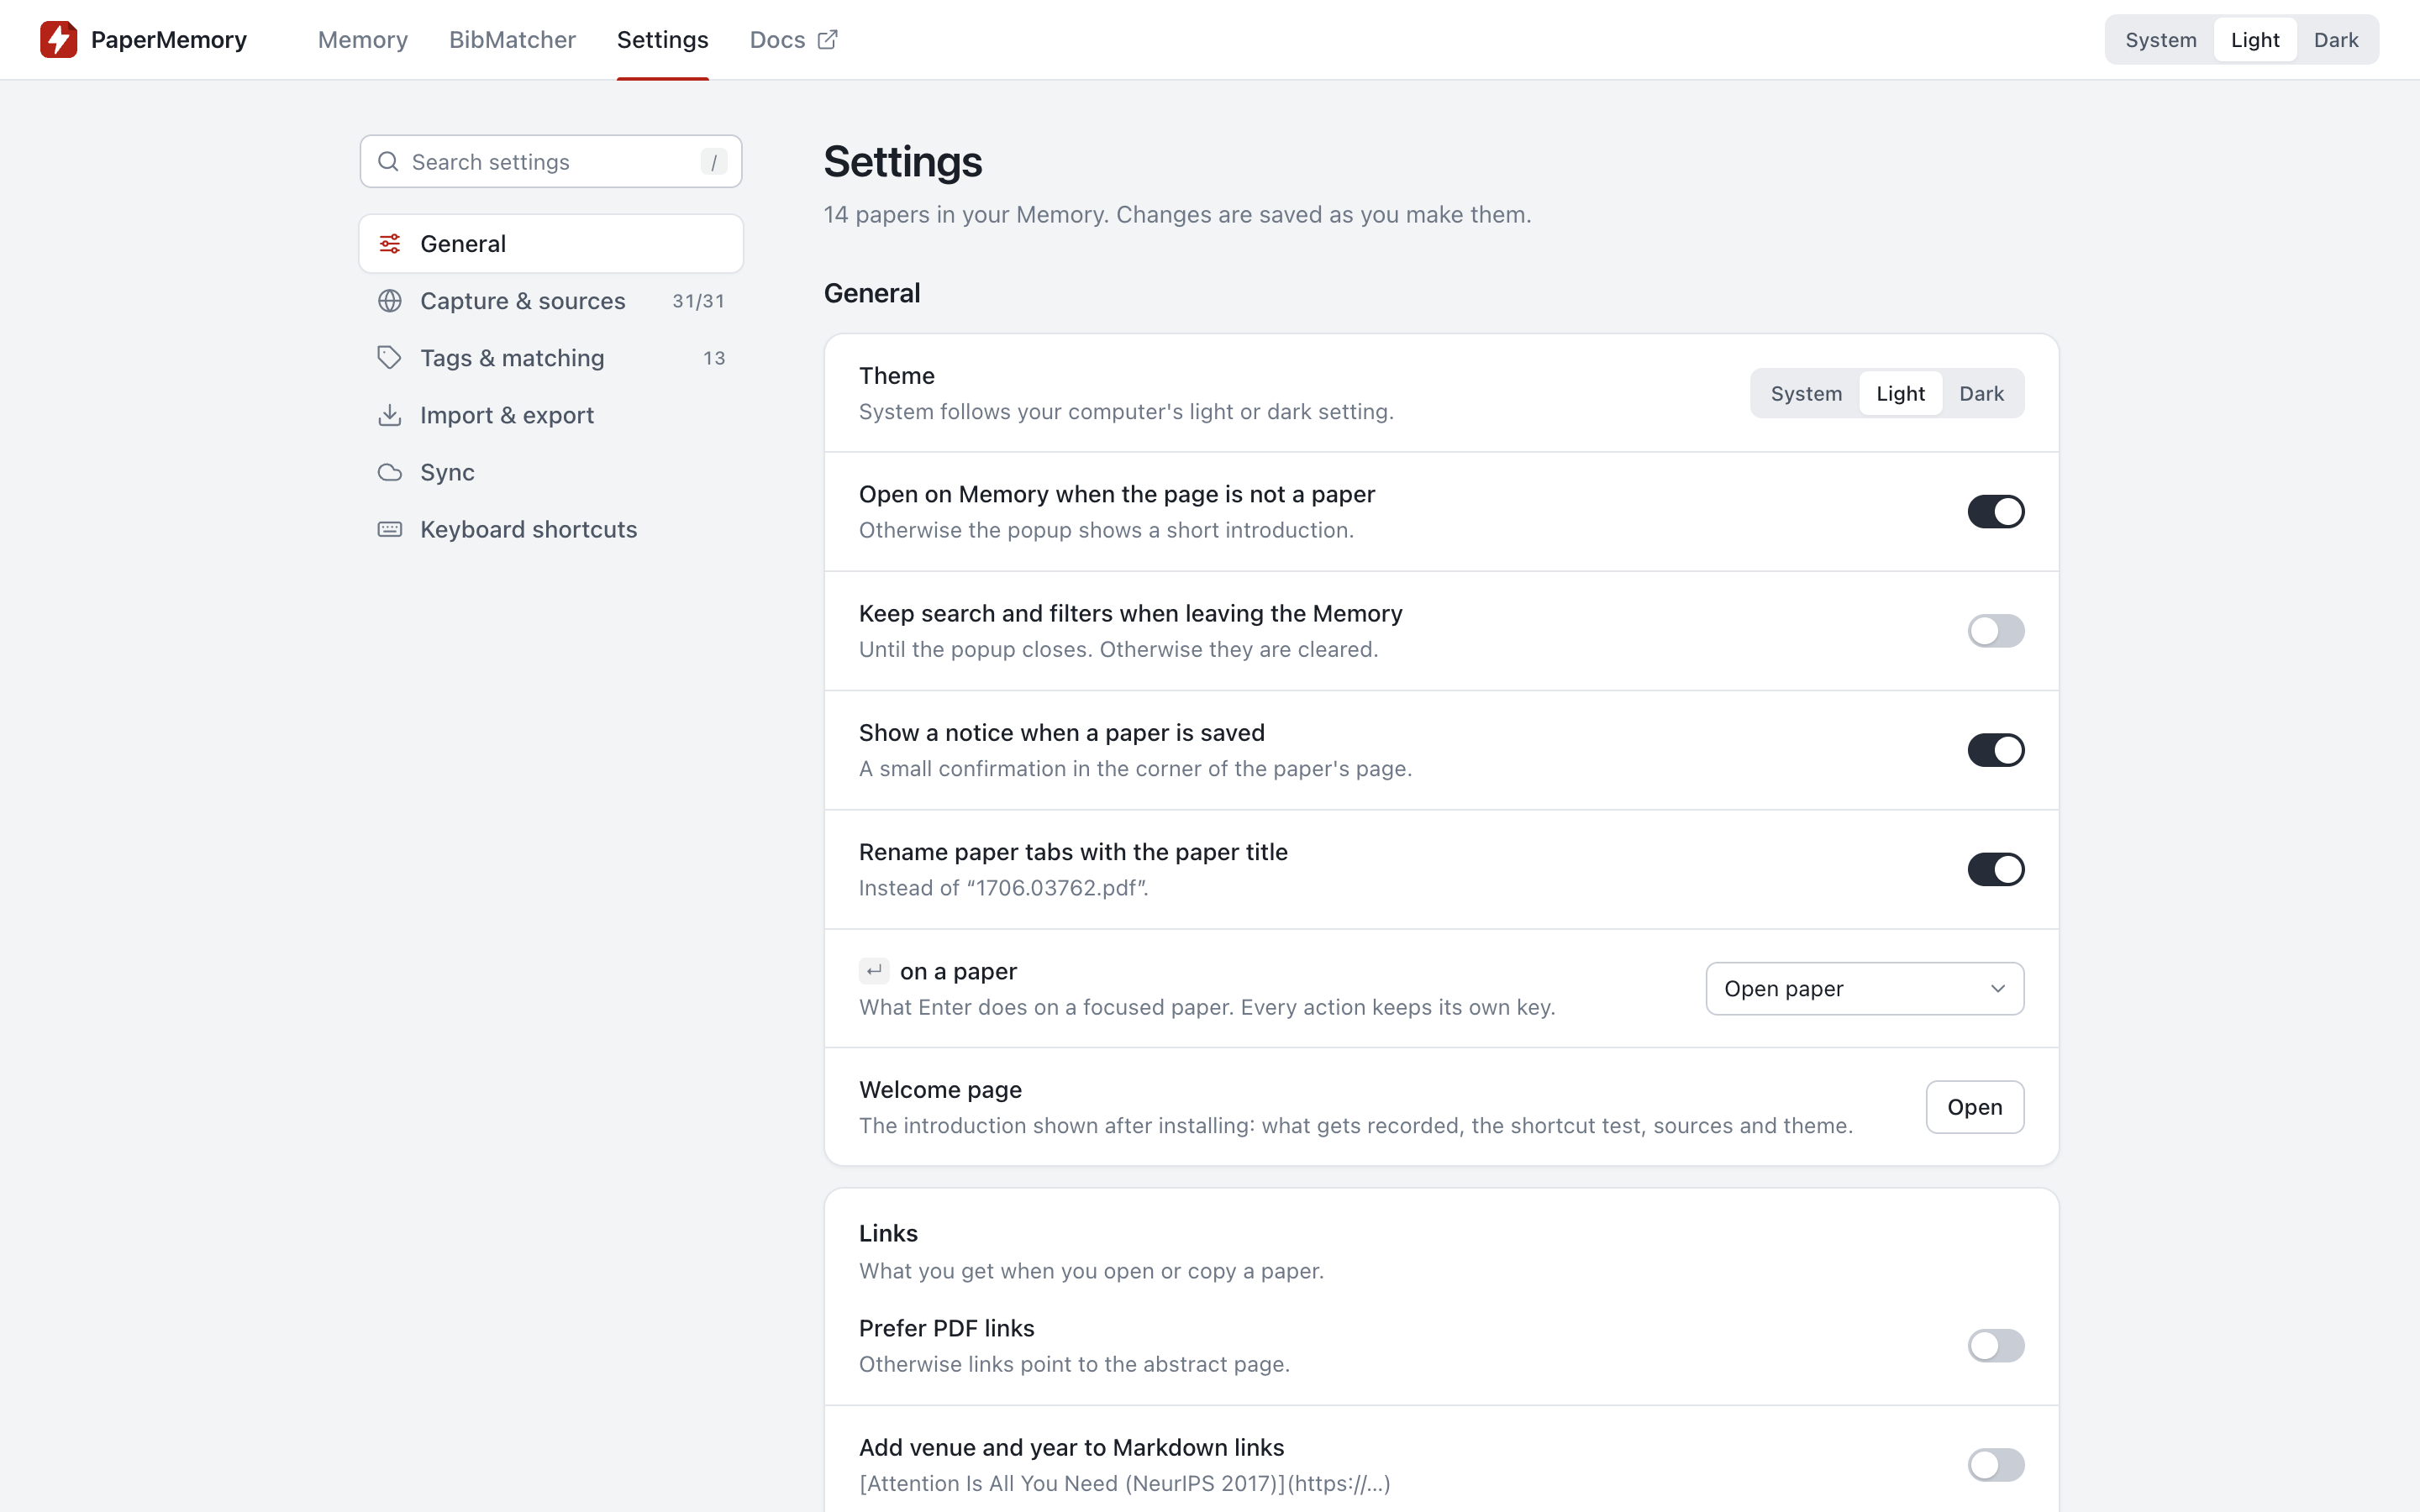 PaperMemory
Memory
BibMatcher
Settings
Docs
System
Light
Dark
Search settings
/
General
Capture & sources
31/31
Tags & matching
13
Import & export
Sync
Keyboard shortcuts
Settings
14 papers in your Memory. Changes are saved as you make them.
General
Theme
System follows your computer's light or dark setting.
System
Light
Dark
Open on Memory when the page is not a paper
Otherwise the popup shows a short introduction.
Keep search and filters when leaving the Memory
Until the popup closes. Otherwise they are cleared.
Show a notice when a paper is saved
A small confirmation in the corner of the paper's page.
Rename paper tabs with the paper title
Instead of “1706.03762.pdf”.
↵ on a paper
What Enter does on a focused paper. Every action keeps its own key.
Open paper
Welcome page
The introduction shown after installing: what gets recorded, the shortcut test, sources and theme.
Open
Links
What you get when you open or copy a paper.
Prefer PDF links
Otherwise links point to the abstract page.
Add venue and year to Markdown links
[Attention Is All You Need (NeurIPS 2017)](https://...)